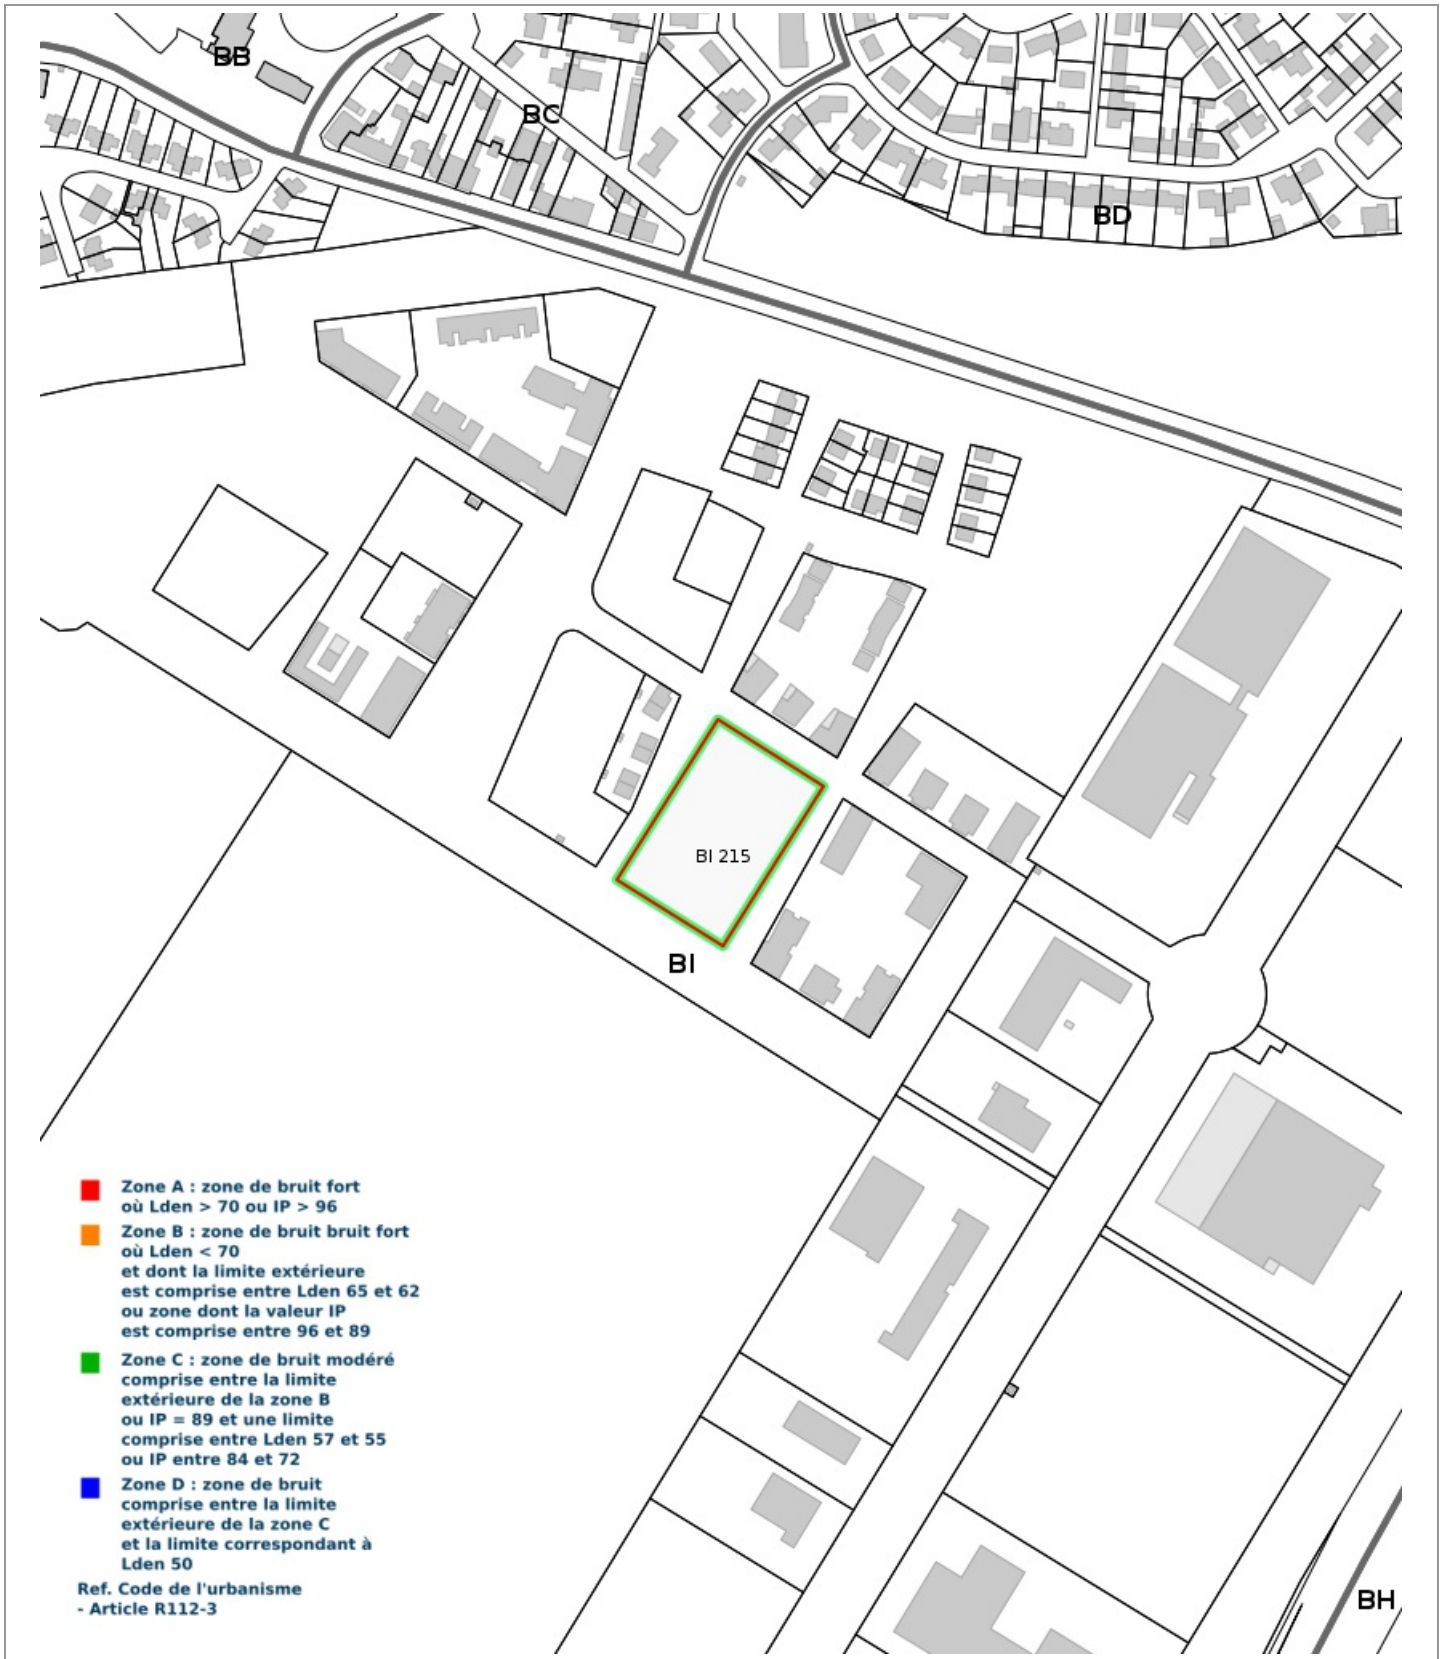 BB
BC
BD
BI 215
BI
Zone A : zone de bruit fort
où Lden > 70 ou IP > 96
Zone B : zone de bruit bruit fort
où Lden < 70
et dont la limite extérieure
est comprise entre Lden 65 et 62
ou zone dont la valeur IP
est comprise entre 96 et 89
Zone C : zone de bruit modéré
comprise entre la limite
extérieure de la zone B
ou IP = 89 et une limite
comprise entre Lden 57 et 55
ou IP entre 84 et 72
Zone D : zone de bruit
comprise entre la limite
extérieure de la zone C
et la limite correspondant à
Lden 50
Ref. Code de l'urbanisme
- Article R112-3
BH